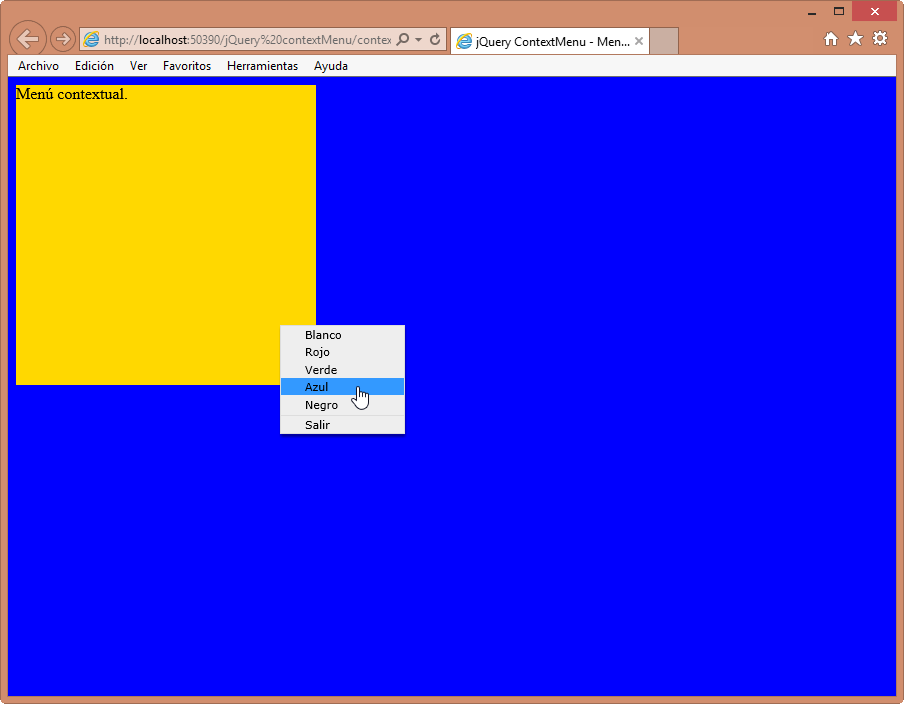 http://localhost:50390/jQuery%20contextMenu/contex
jQuery ContextMenu - Men...
Archivo Edición Ver Favoritos Herramientas Ayuda
Menú contextual.
Blanco
Rojo
Verde
Azul
Negro
Salir